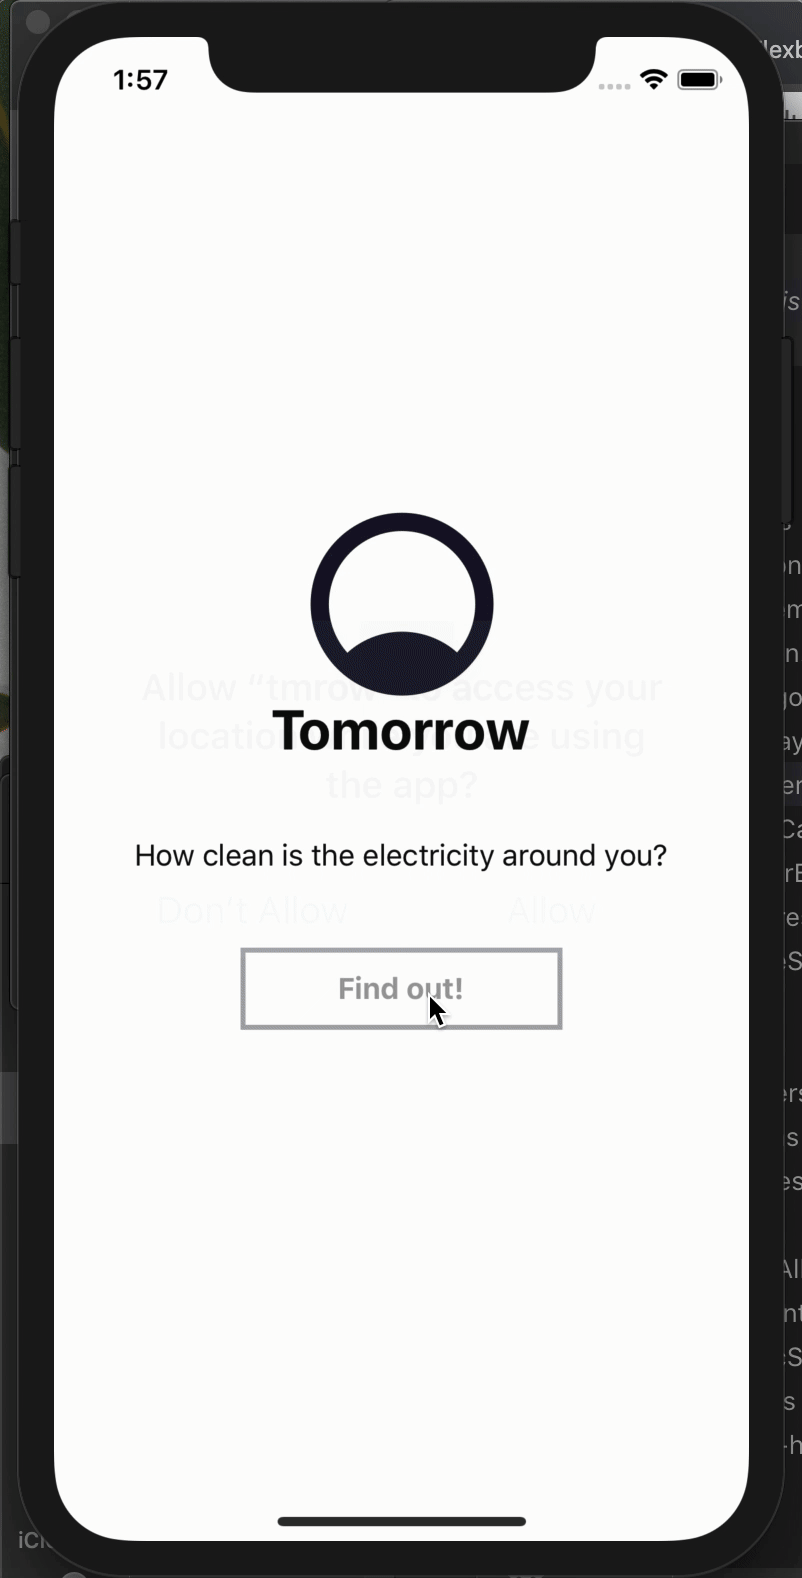 1:57
Allow “tmrow” to access your
location while you are using
the app?
Tomorrow
How clean is the electricity around you?
Don’t Allow Allow
Find out!